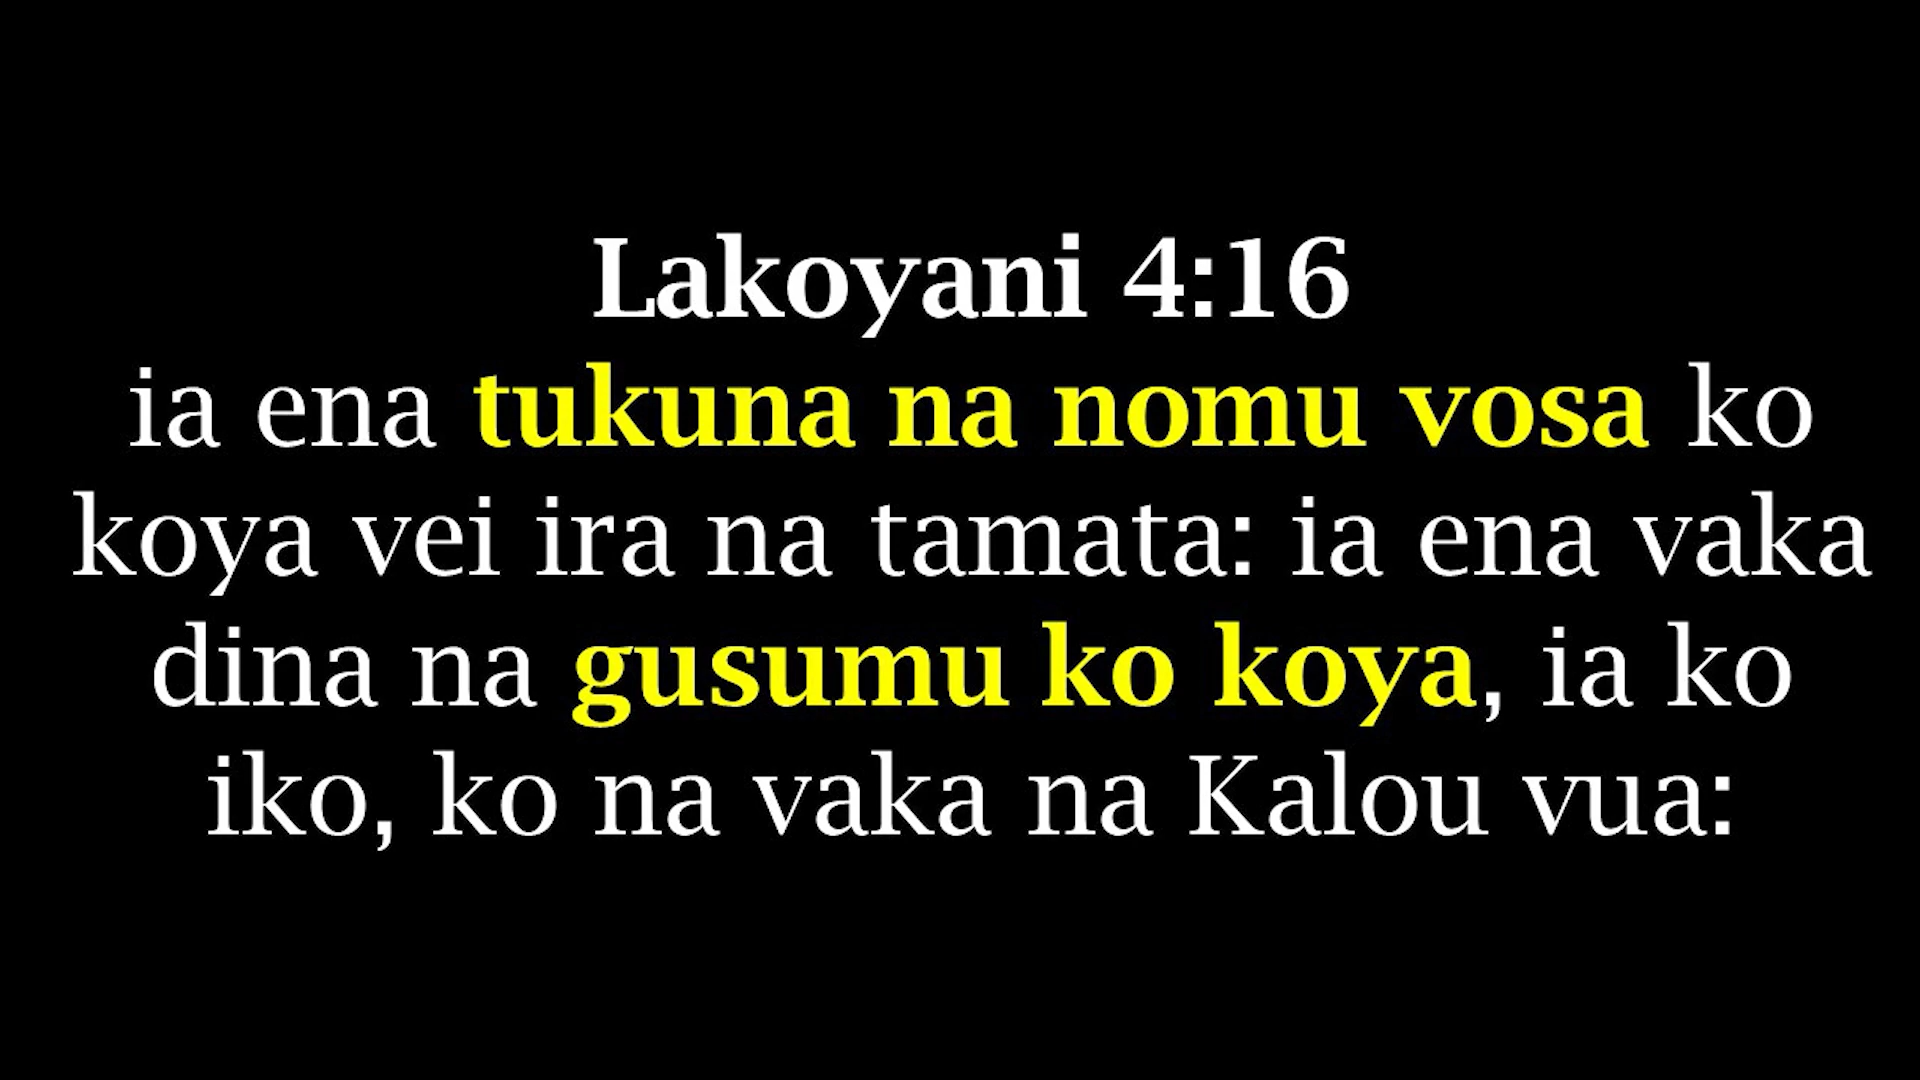 Lakoyani 4:16
ia ena tukuna na nomu vosa ko
koya vei ira na tamata: ia ena vaka
dina na gusumu ko koya, ia ko
iko, ko na vaka na Kalou vua: